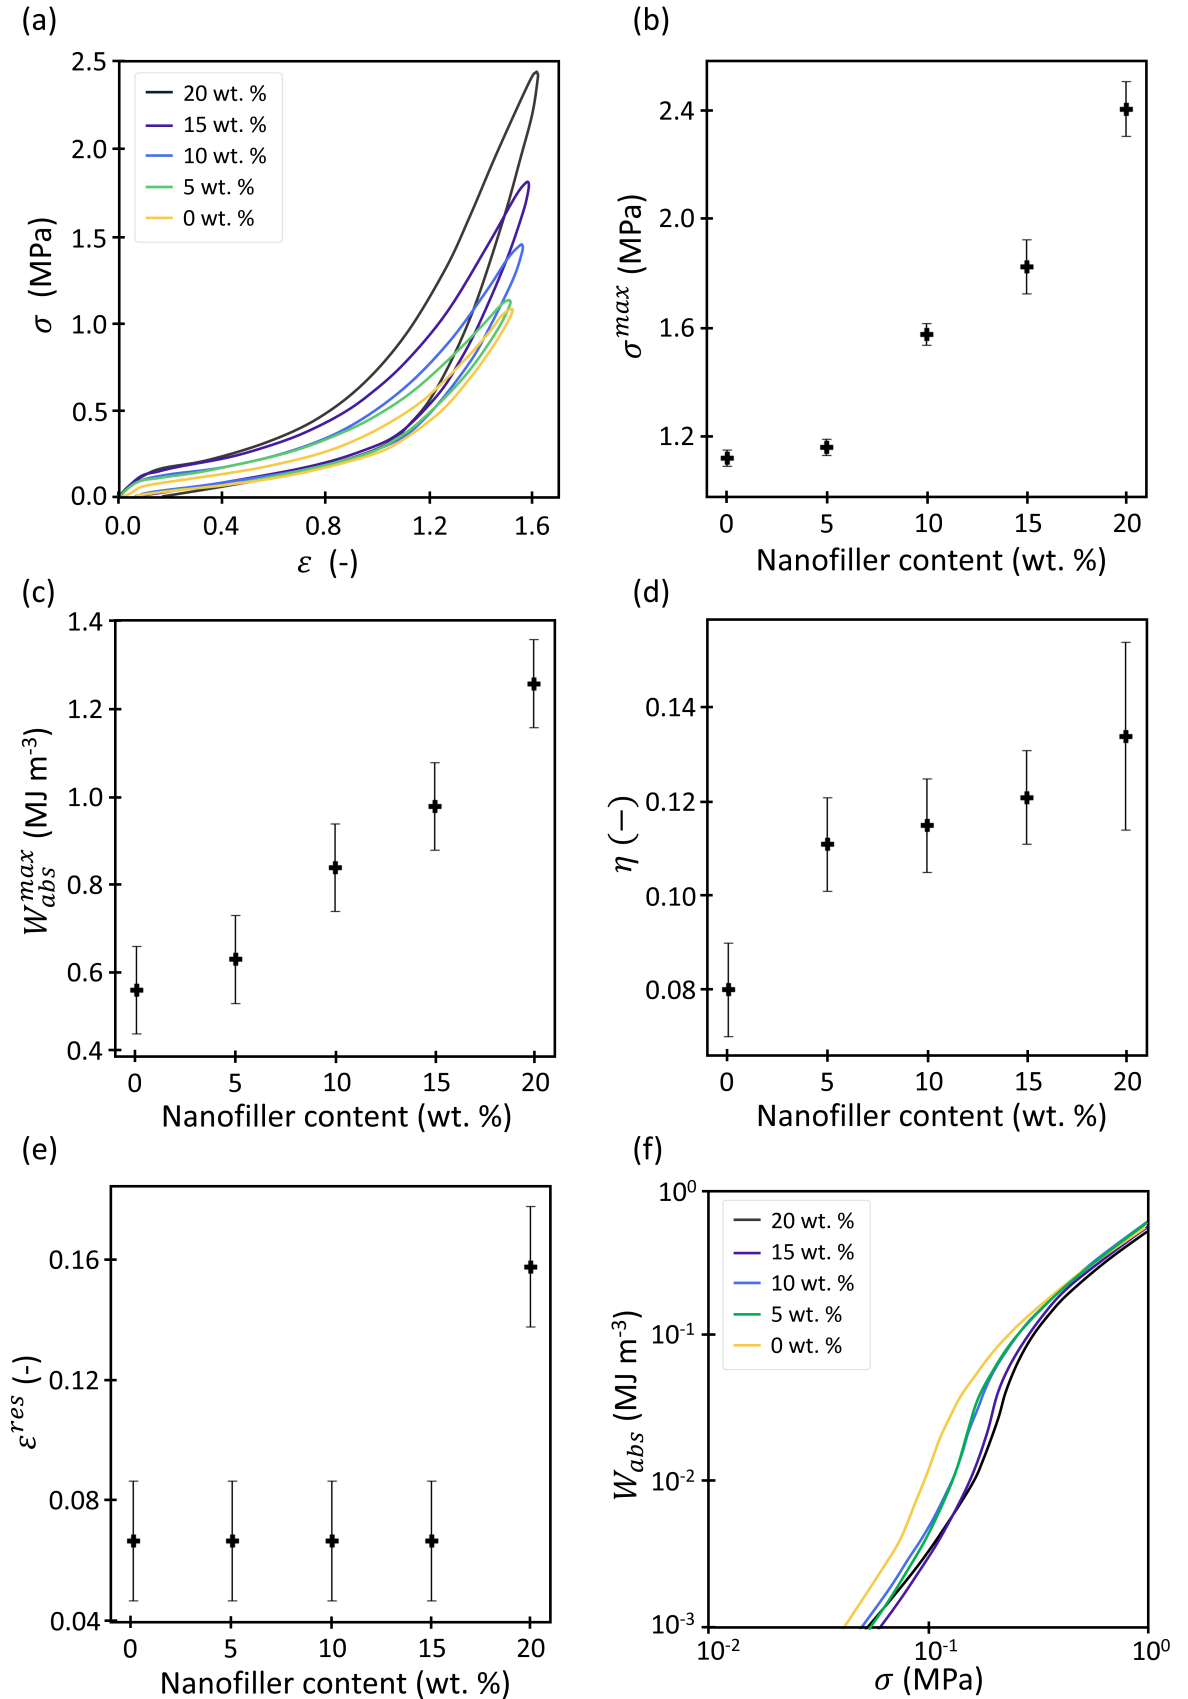 (a)
2.5
2.0
1.5
1.0
0.5
0.0
σ (MPa)
20 wt. %
15 wt. %
10 wt. %
5 wt. %
0 wt. %
0.0 0.4 0.8 1.2 1.6
ε (-)
(b)
2.4
2.0
1.6
1.2
σ^max (MPa)
0 5 10 15 20
Nanofiller content (wt. %)
(c)
1.4
1.2
1.0
0.8
0.6
0.4
W_abs^max (MJ m⁻³)
0 5 10 15 20
Nanofiller content (wt. %)
(d)
0.14
0.12
0.10
0.08
η (−)
0 5 10 15 20
Nanofiller content (wt. %)
(e)
0.16
0.12
0.08
0.04
ε^res (-)
0 5 10 15 20
Nanofiller content (wt. %)
(f)
10⁰
10⁻¹
10⁻²
10⁻³
W_abs (MJ m⁻³)
20 wt. %
15 wt. %
10 wt. %
5 wt. %
0 wt. %
10⁻² 10⁻¹ 10⁰
σ (MPa)